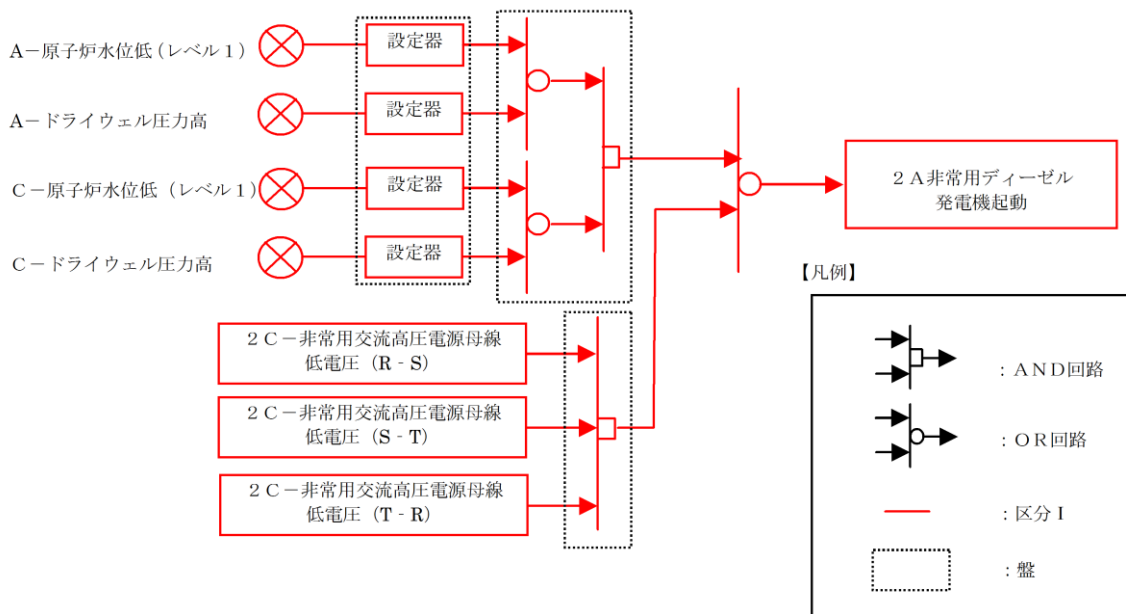 A－原子炉水位低（レベル１）
設定器
A－ドライウェル圧力高
設定器
C－原子炉水位低（レベル１）
設定器
C－ドライウェル圧力高
設定器
２Ｃ－非常用交流高圧電源母線
低電圧（R‐S）
２Ｃ－非常用交流高圧電源母線
低電圧（S‐T）
２Ｃ－非常用交流高圧電源母線
低電圧（T‐R）
２Ａ非常用ディーゼル
発電機起動
【凡例】
：ＡＮＤ回路
：ＯＲ回路
：区分Ⅰ
：盤